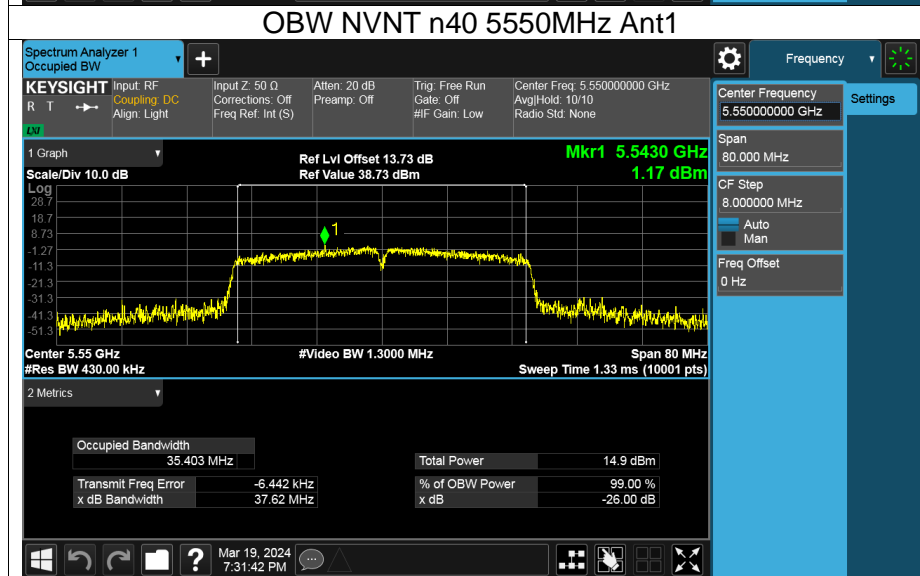 OBW NVNT n40 5550MHz Ant1
Spectrum Analyzer 1
Occupied BW
+
Frequency
KEYSIGHT
R T
LXI
Input: RF
Coupling: DC
Align: Light
Input Z: 50 Ω
Corrections: Off
Freq Ref: Int (S)
Atten: 20 dB
Preamp: Off
Trig: Free Run
Gate: Off
#IF Gain: Low
Center Freq: 5.550000000 GHz
Avg|Hold: 10/10
Radio Std: None
Center Frequency
5.550000000 GHz
Settings
Span
80.000 MHz
CF Step
8.000000 MHz
Auto
Man
Freq Offset
0 Hz
1 Graph
Scale/Div 10.0 dB
Ref Lvl Offset 13.73 dB
Ref Value 38.73 dBm
Mkr1 5.5430 GHz
1.17 dBm
Log
28.7
18.7
8.73
-1.27
-11.3
-21.3
-31.3
-41.3
-51.3
1
Center 5.55 GHz
#Video BW 1.3000 MHz
Span 80 MHz
#Res BW 430.00 kHz
Sweep Time 1.33 ms (10001 pts)
2 Metrics
Occupied Bandwidth
35.403 MHz
Total Power 14.9 dBm
Transmit Freq Error -6.442 kHz
% of OBW Power 99.00 %
x dB Bandwidth 37.62 MHz
x dB -26.00 dB
?
Mar 19, 2024
7:31:42 PM